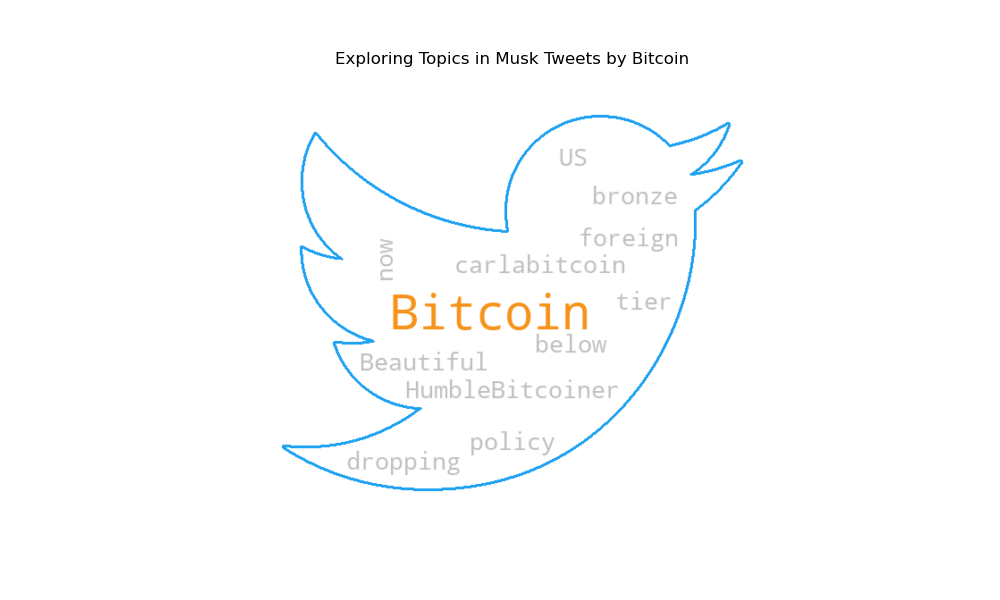 Exploring Topics in Musk Tweets by Bitcoin
US
bronze
foreign
now
carlabitcoin
Bitcoin
tier
below
Beautiful
HumbleBitcoiner
policy
dropping